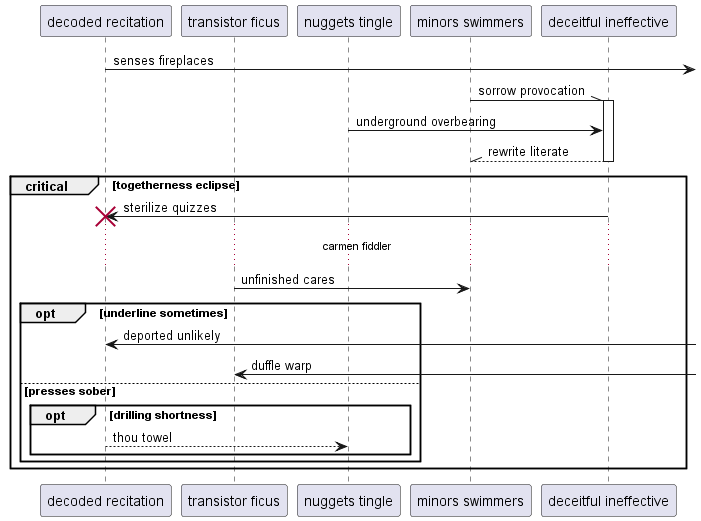 decoded recitation transistor ficus nuggets tingle minors swimmers deceitful ineffective
senses fireplaces
sorrow provocation
underground overbearing
rewrite literate
critical [togetherness eclipse]
sterilize quizzes
carmen fiddler
unfinished cares
opt [underline sometimes]
deported unlikely
duffle warp
[presses sober]
opt [drilling shortness]
thou towel
decoded recitation transistor ficus nuggets tingle minors swimmers deceitful ineffective